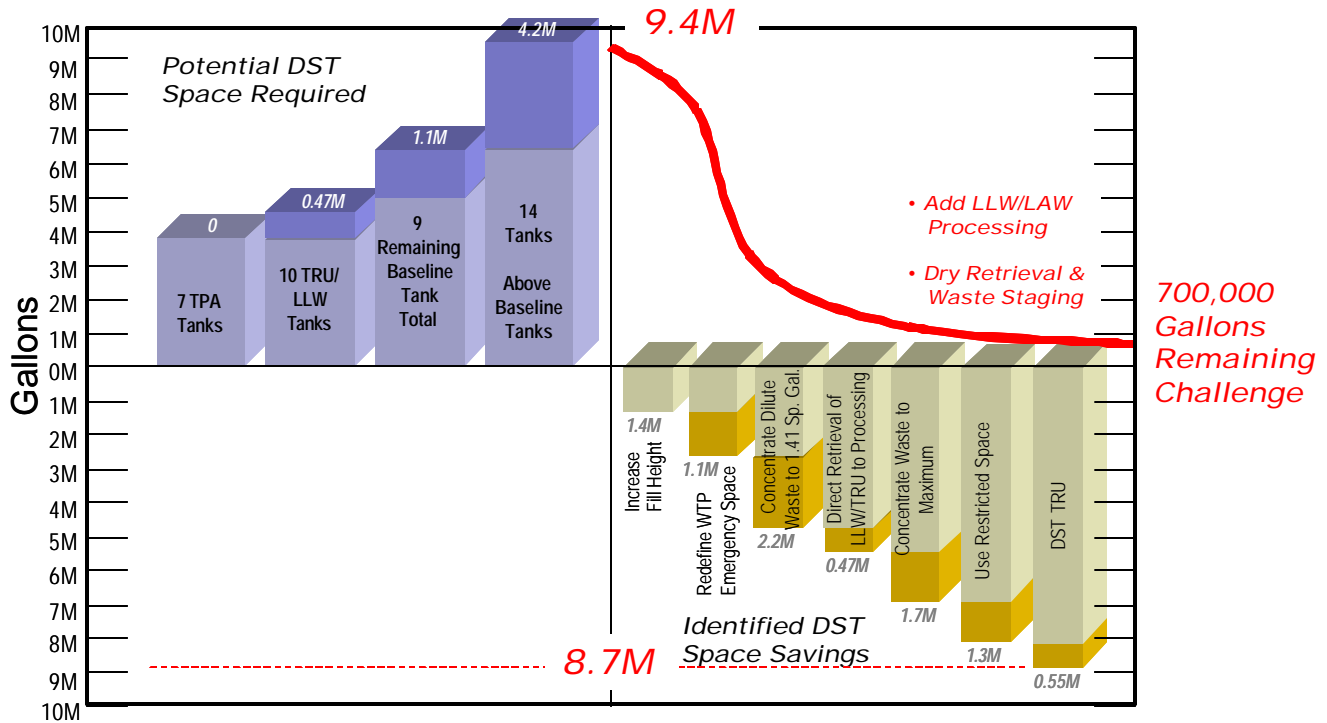 9.4M
10M
9M
8M
7M
6M
5M
4M
3M
2M
1M
0M
1M
2M
3M
4M
5M
6M
7M
8M
9M
10M
Gallons
Potential DST
Space Required
0
7 TPA
Tanks
0.47M
10 TRU/
LLW
Tanks
1.1M
9
Remaining
Baseline
Tank
Total
4.2M
14
Tanks
Above
Baseline
Tanks
• Add LLW/LAW
Processing
• Dry Retrieval &
Waste Staging
700,000
Gallons
Remaining
Challenge
1.4M
Increase
Fill Height
1.1M
Redefine WTP
Emergency Space
Concentrate Dilute
Waste to 1.41 Sp. Gal.
2.2M
Direct Retrieval of
LLW/TRU to Processing
0.47M
Concentrate Waste to
Maximum
1.7M
Use Restricted Space
1.3M
DST TRU
0.55M
Identified DST
Space Savings
8.7M